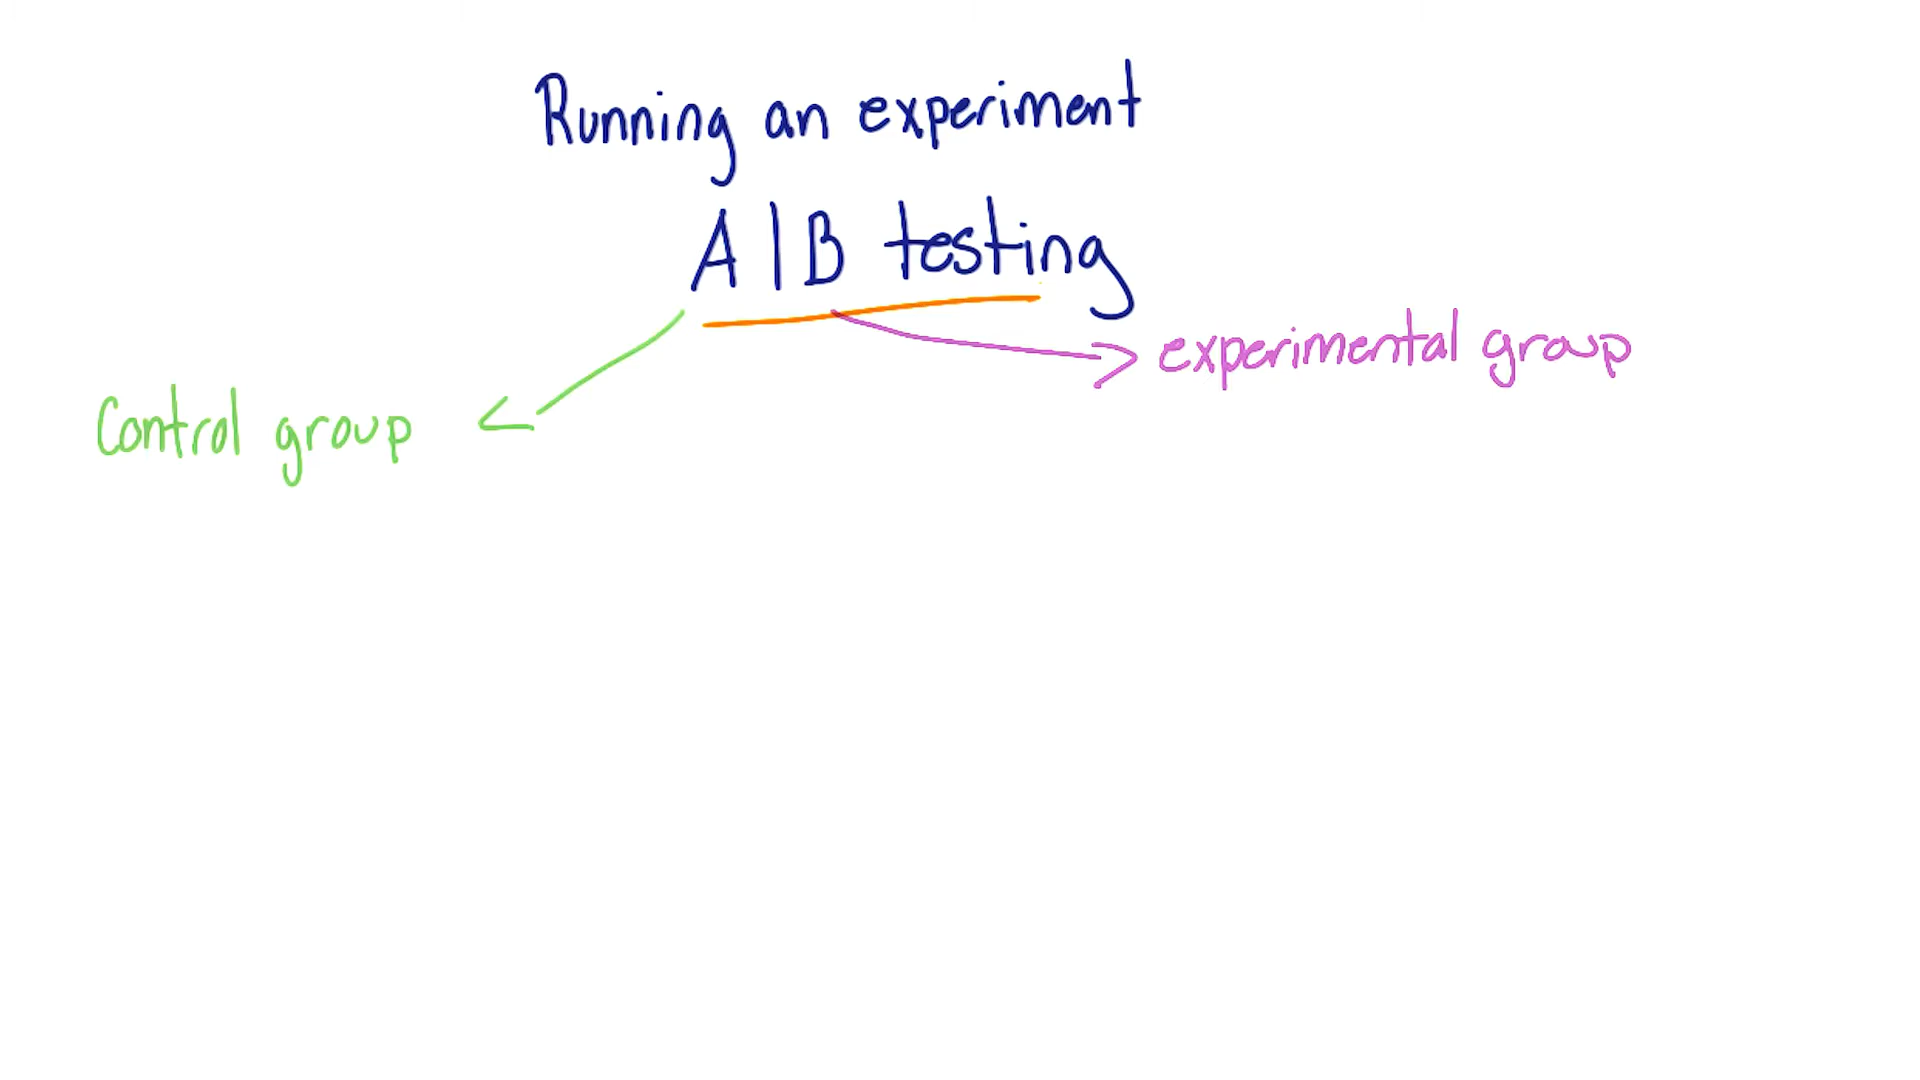 Running an experiment
A|B testing
experimental group
Control group